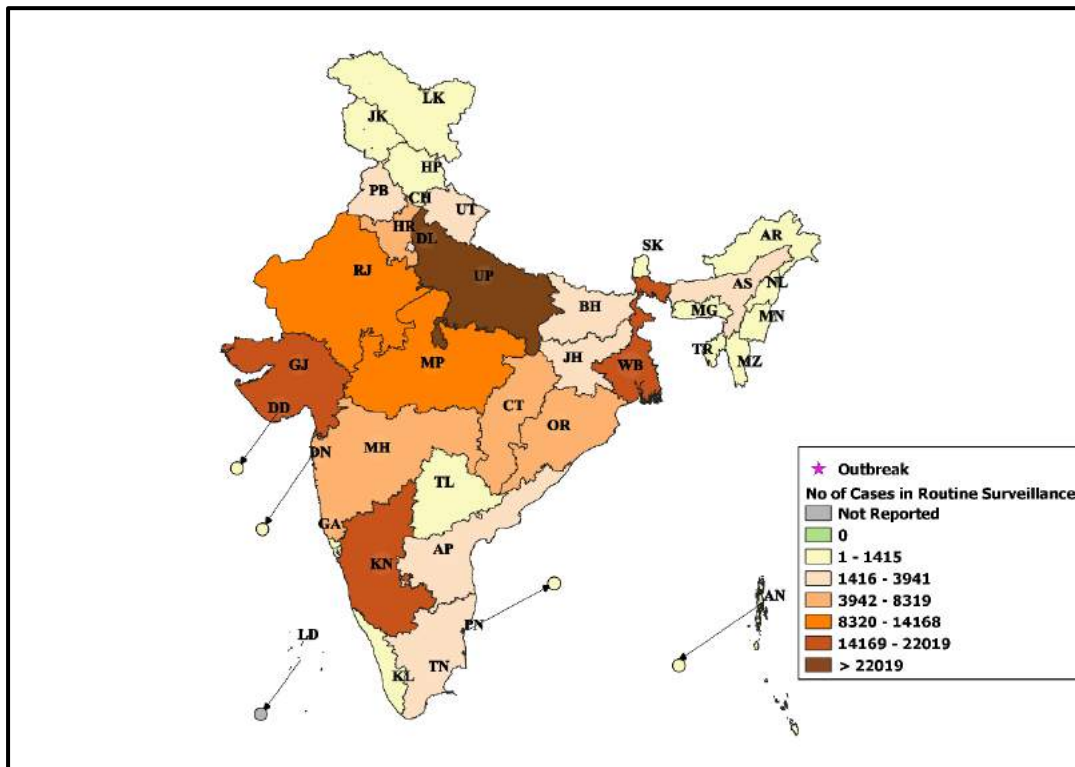 LK
JK
HP
PB
CH
UT
HR
DL
RJ
UP
SK
AR
AS
NL
BH
MG
MN
TR
MZ
JH
GJ
MP
WB
DD
CT
OR
DN
MH
TL
GA
AP
KN
PN
AN
LD
TN
KL
Outbreak
No of Cases in Routine Surveillance
Not Reported
0
1 - 1415
1416 - 3941
3942 - 8319
8320 - 14168
14169 - 22019
> 22019